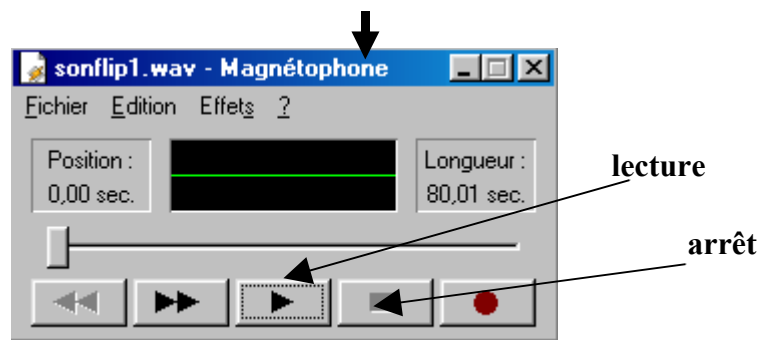 sonflip1.wav - Magnétophone
Fichier Edition Effets ?
Position :
0,00 sec.
Longueur :
80,01 sec.
lecture
arrêt